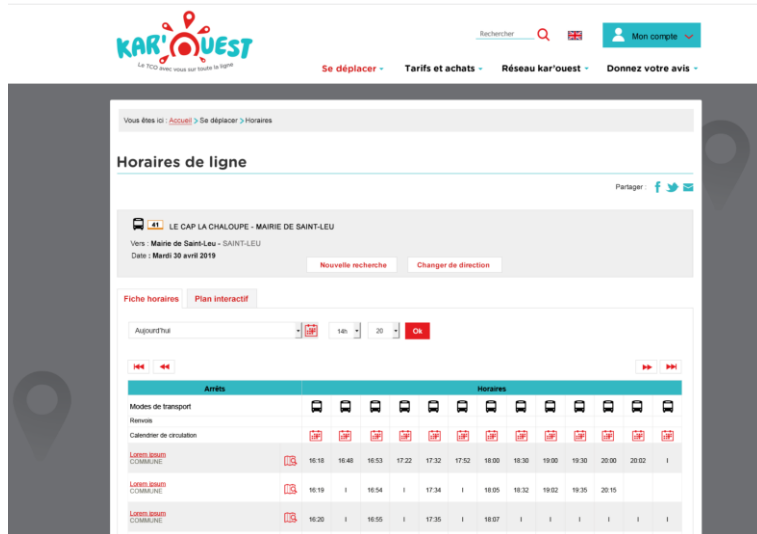 KAR'OUEST
Le TCO avec vous sur toute la ligne
Rechercher
Mon compte
Se déplacer Tarifs et achats Réseau kar'ouest Donnez votre avis
Vous êtes ici : Accueil > Se déplacer > Horaires
Horaires de ligne
Partager :
41 LE CAP LA CHALOUPE - MAIRIE DE SAINT-LEU
Vers : Mairie de Saint-Leu - SAINT-LEU
Date : Mardi 30 avril 2019
Nouvelle recherche Changer de direction
Fiche horaires Plan interactif
Aujourd'hui 14h 20 Ok
Arrêts Horaires
Modes de transport
Renvois
Calendrier de circulation
Lorem ipsum
COMMUNE
16:18 16:48 16:53 17:22 17:32 17:52 18:00 18:30 19:00 19:30 20:00 20:02 I
Lorem ipsum
COMMUNE
16:19 I 16:54 I 17:34 I 18:05 18:32 19:02 19:35 20:15
Lorem ipsum
COMMUNE
16:20 I 16:55 I 17:35 I 18:07 I I I I I I